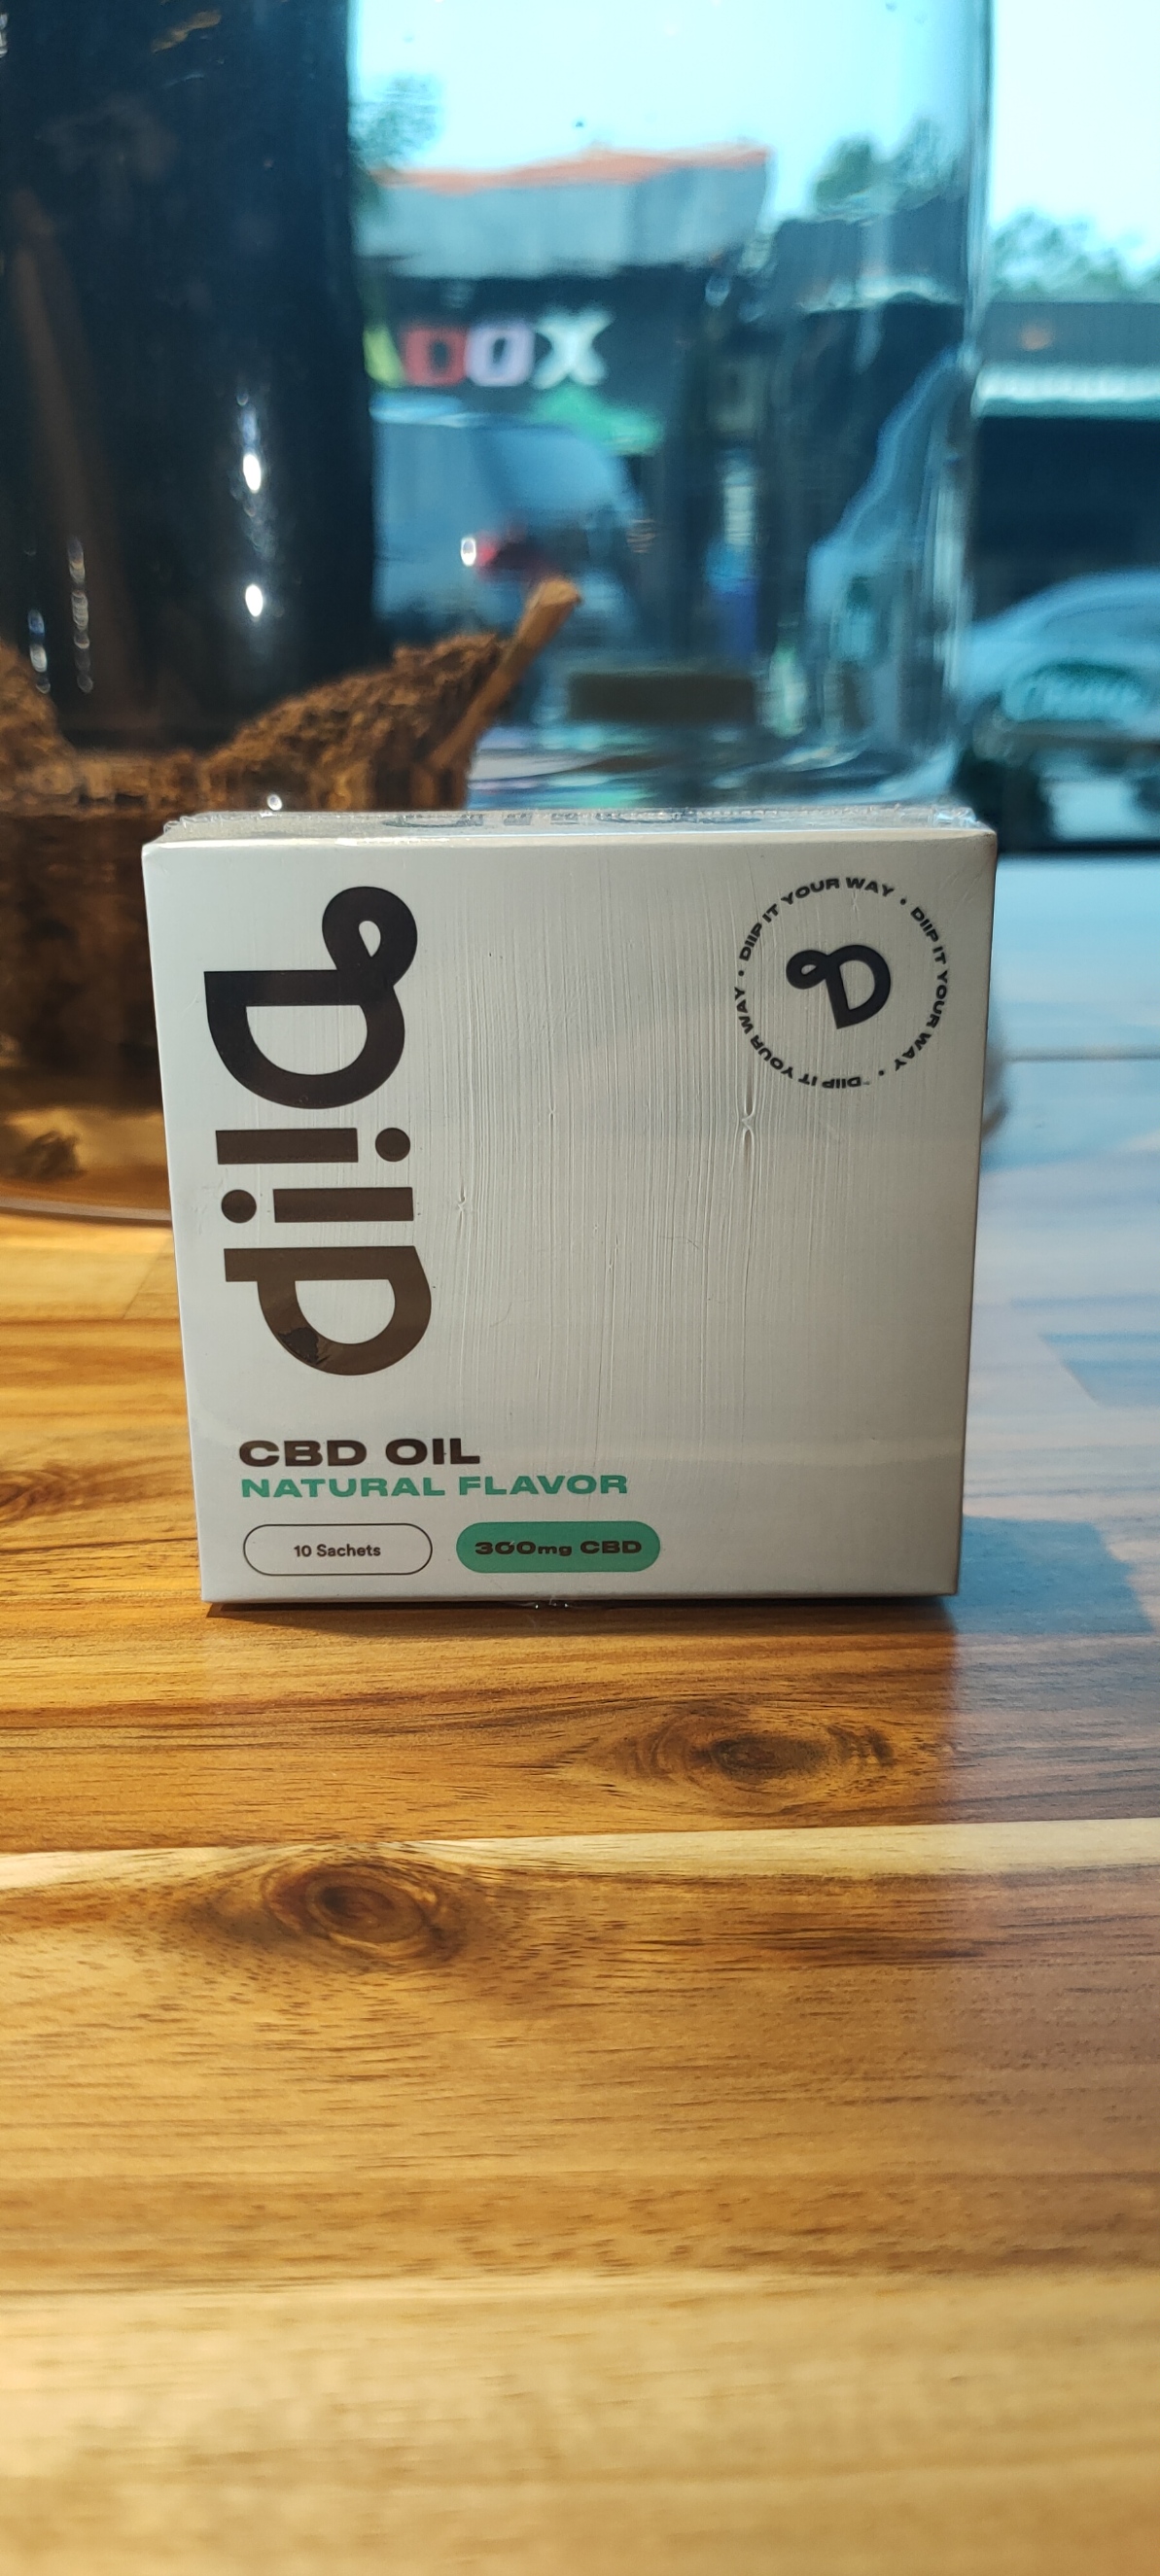 DOX
Diip
DIIP IT YOUR WAY • DIIP IT YOUR WAY • DIIP IT YOUR WAY •
D
CBD OIL
NATURAL FLAVOR
10 Sachets
300mg CBD